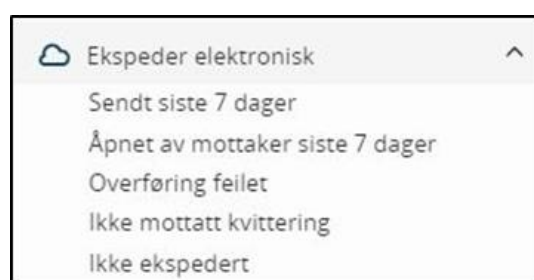 Ekspeder elektronisk
Sendt siste 7 dager
Åpnet av mottaker siste 7 dager
Overføring feilet
Ikke mottatt kvittering
Ikke ekspedert